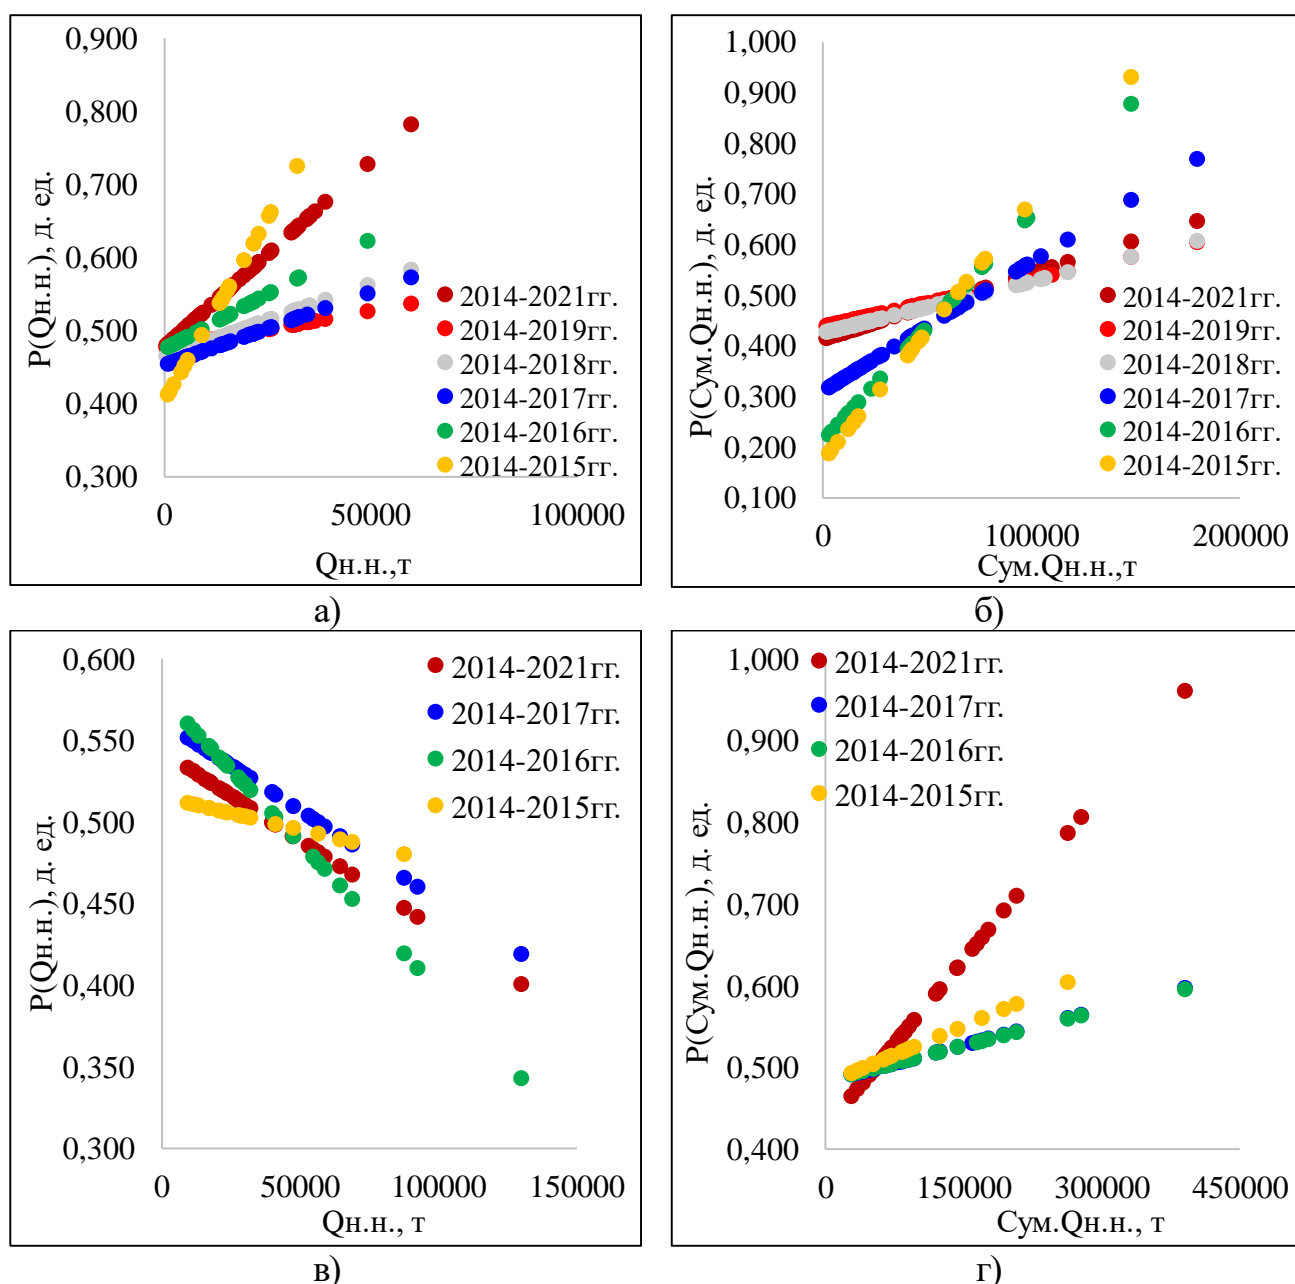 0,900
0,800
0,700
0,600
0,500
0,400
0,300
P(Qн.н.), д. ед.
0
50000
100000
Qн.н.,т
2014-2021гг.
2014-2019гг.
2014-2018гг.
2014-2017гг.
2014-2016гг.
2014-2015гг.
а)
1,000
0,900
0,800
0,700
0,600
0,500
0,400
0,300
0,200
0,100
P(Сум.Qн.н.), д. ед.
0
100000
200000
Сум.Qн.н.,т
2014-2021гг.
2014-2019гг.
2014-2018гг.
2014-2017гг.
2014-2016гг.
2014-2015гг.
б)
0,600
0,550
0,500
0,450
0,400
0,350
0,300
P(Qн.н.), д. ед.
0
50000
100000
150000
Qн.н., т
2014-2021гг.
2014-2017гг.
2014-2016гг.
2014-2015гг.
в)
1,000
0,900
0,800
0,700
0,600
0,500
0,400
P(Сум.Qн.н.), д. ед.
0
150000
300000
450000
Сум.Qн.н., т
2014-2021гг.
2014-2017гг.
2014-2016гг.
2014-2015гг.
г)